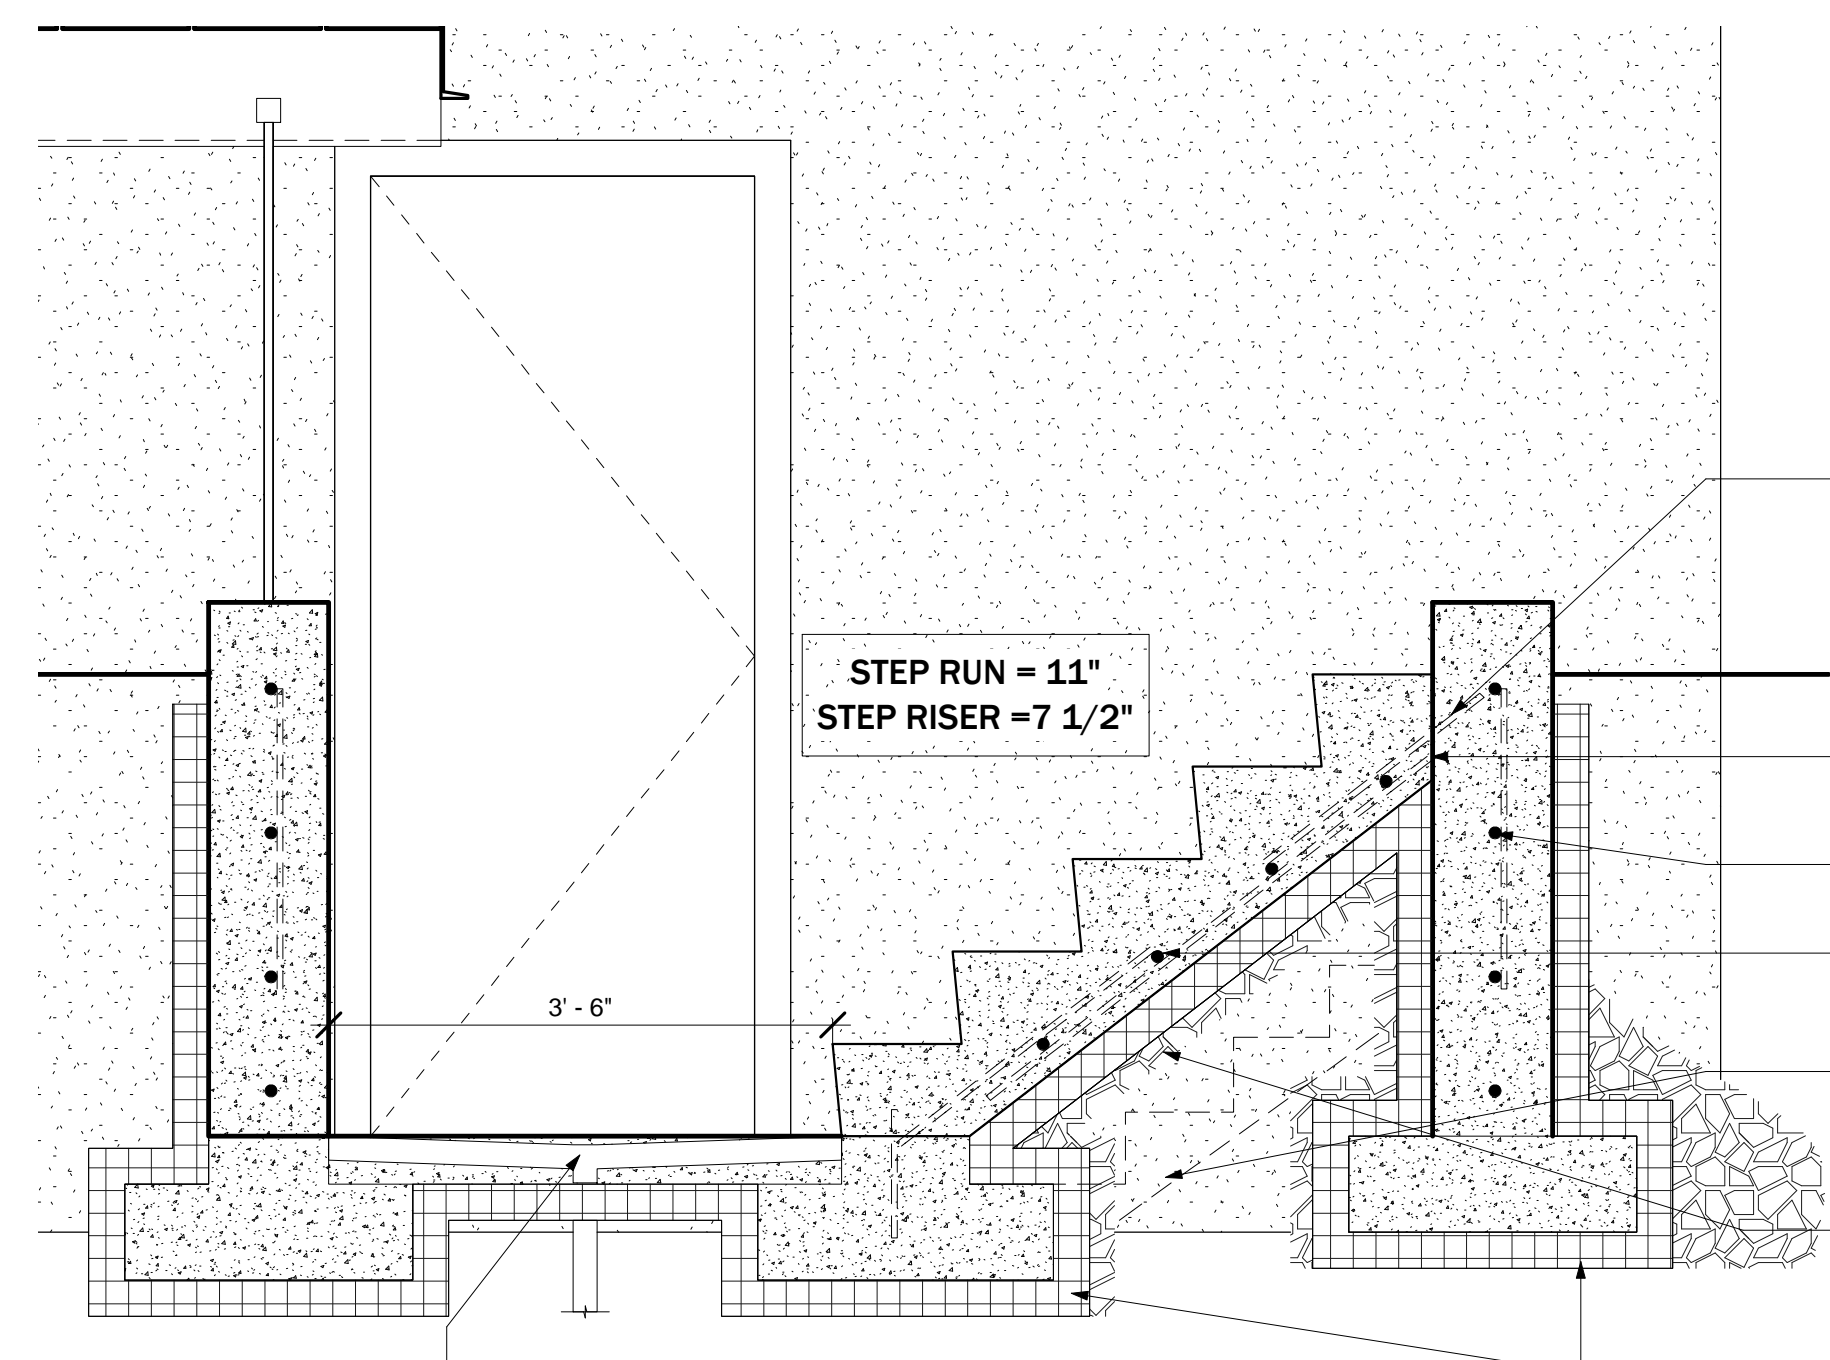 STEP RUN = 11"
STEP RISER =7 1/2"
3' - 6"